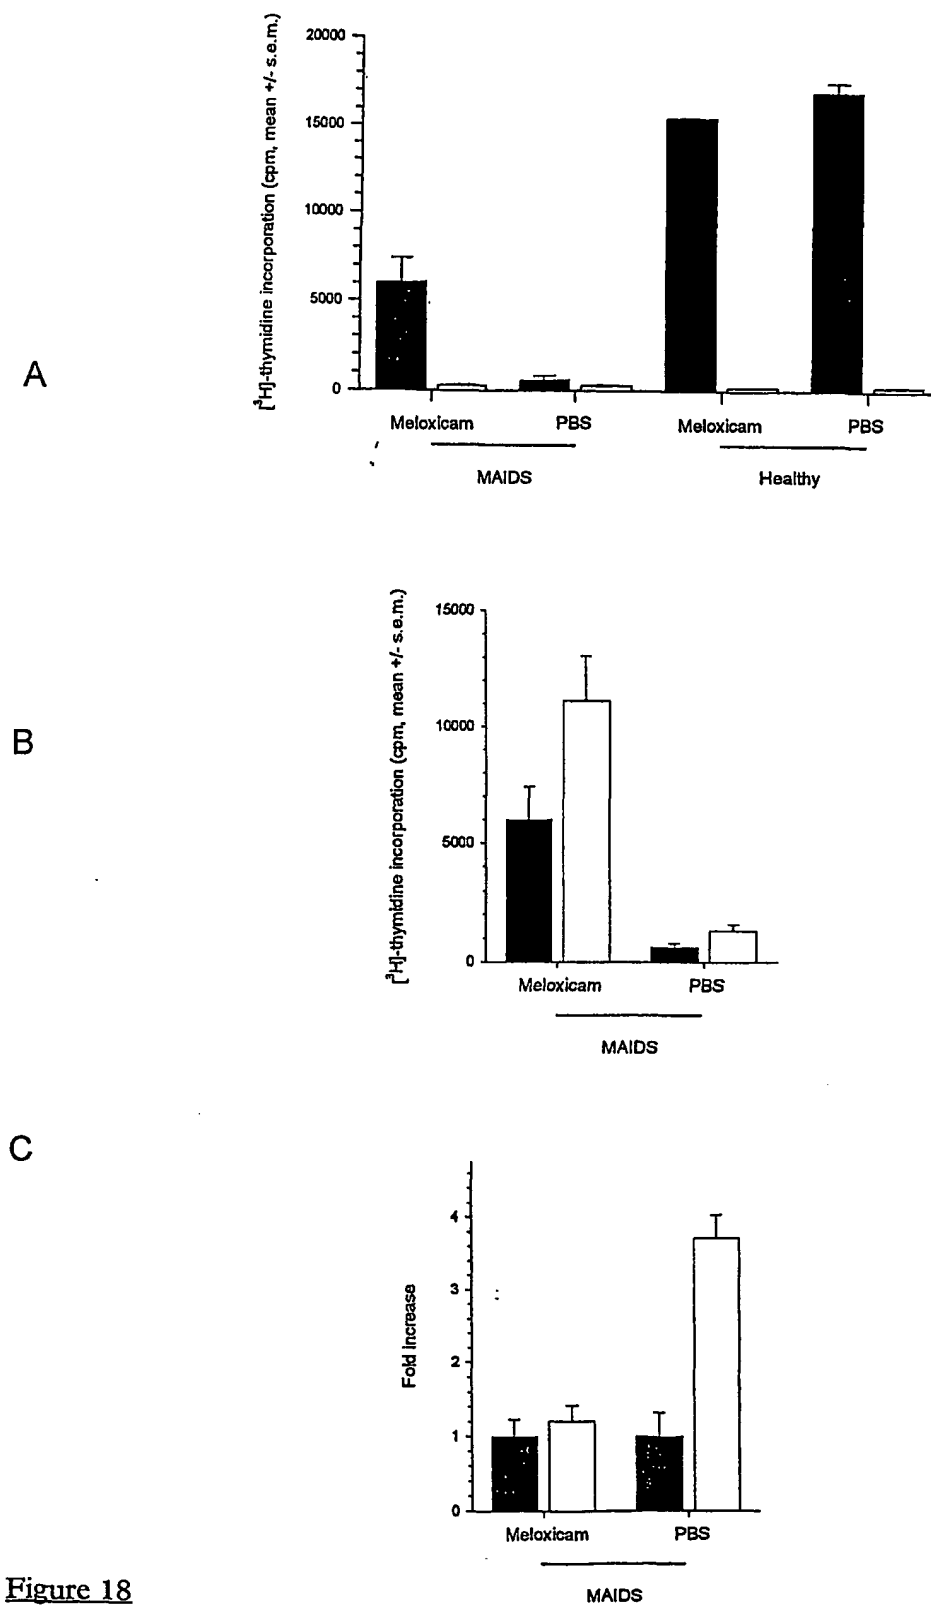 A
[³H]-thymidine incorporation (cpm, mean +/- s.e.m.)
20000
15000
10000
5000
0
Meloxicam PBS Meloxicam PBS
MAIDS Healthy
B
[³H]-thymidine incorporation (cpm, mean +/- s.e.m.)
15000
10000
5000
0
Meloxicam PBS
MAIDS
C
Fold increase
4
3
2
1
0
Meloxicam PBS
MAIDS
Figure 18